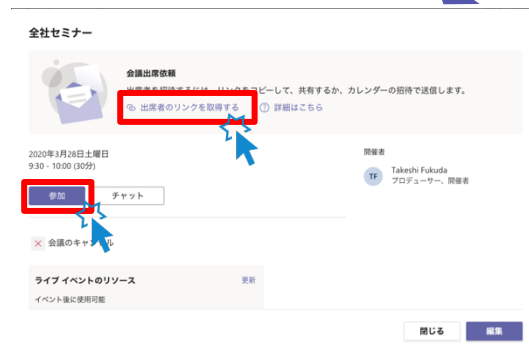 全社セミナー
会議出席依頼
出席者を招待するには、リンクをコピーして、共有するか、カレンダーの招待で送信します。
出席者のリンクを取得する
詳細はこちら
2020年3月28日土曜日
9:30 - 10:00 (30分)
開催者
TF
Takeshi Fukuda
プロデューサー、開催者
参加
チャット
会議のキャンセル
ライブ イベントのリソース
更新
イベント後に使用可能
閉じる
編集